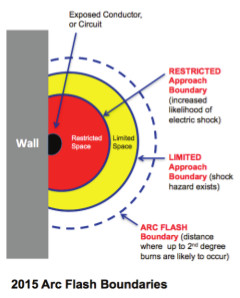 Exposed Conductor,
or Circuit
RESTRICTED
Approach
Boundary
(increased
likelihood of
electric shock)
Wall
Restricted
Space
Limited
Space
LIMITED
Approach
Boundary (shock
hazard exists)
ARC FLASH
Boundary (distance
where up to 2nd degree
burns are likely to occur)
2015 Arc Flash Boundaries